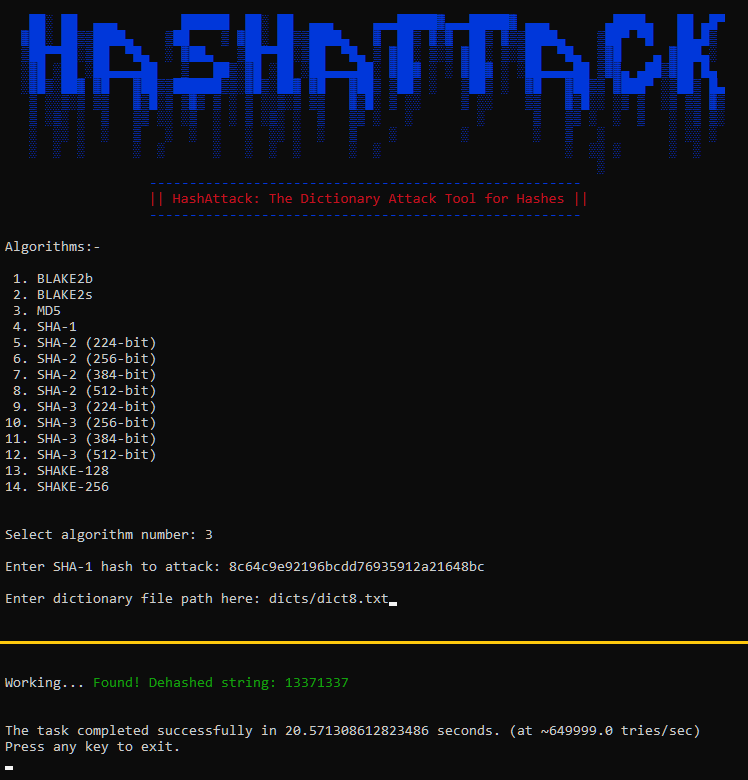 HASHATTACK
-----------------------------------------------------
|| HashAttack: The Dictionary Attack Tool for Hashes ||
-----------------------------------------------------
Algorithms:-
1. BLAKE2b
2. BLAKE2s
3. MD5
4. SHA-1
5. SHA-2 (224-bit)
6. SHA-2 (256-bit)
7. SHA-2 (384-bit)
8. SHA-2 (512-bit)
9. SHA-3 (224-bit)
10. SHA-3 (256-bit)
11. SHA-3 (384-bit)
12. SHA-3 (512-bit)
13. SHAKE-128
14. SHAKE-256
Select algorithm number: 3
Enter SHA-1 hash to attack: 8c64c9e92196bcdd76935912a21648bc
Enter dictionary file path here: dicts/dict8.txt
Working... Found! Dehashed string: 13371337
The task completed successfully in 20.571308612823486 seconds. (at ~649999.0 tries/sec)
Press any key to exit.